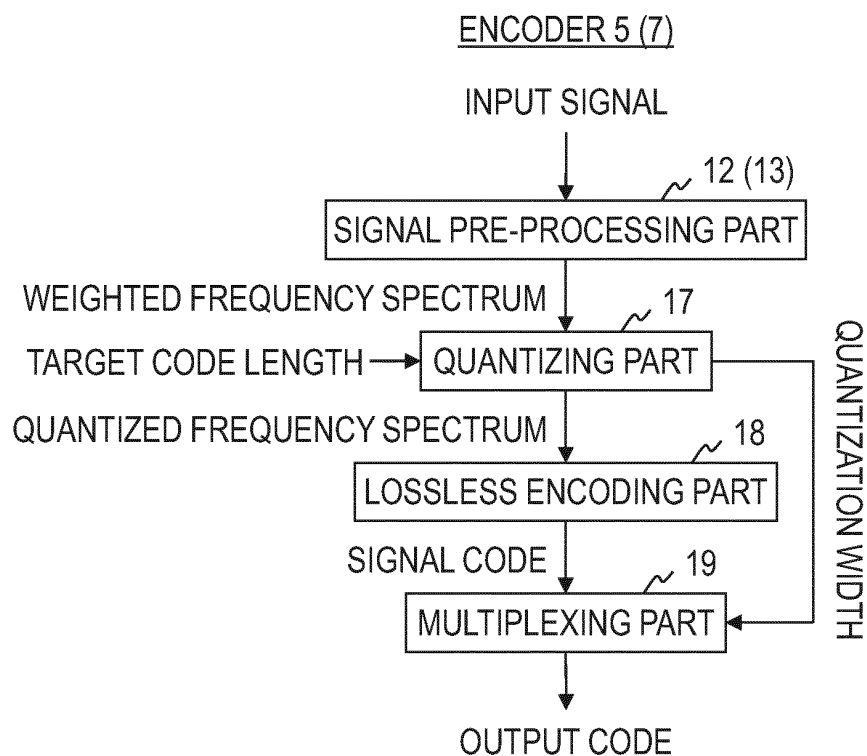 ENCODER 5 (7)
INPUT SIGNAL
12 (13)
SIGNAL PRE-PROCESSING PART
WEIGHTED FREQUENCY SPECTRUM
17
TARGET CODE LENGTH
QUANTIZING PART
QUANTIZED FREQUENCY SPECTRUM
18
LOSSLESS ENCODING PART
QUANTIZATION WIDTH
SIGNAL CODE
19
MULTIPLEXING PART
OUTPUT CODE